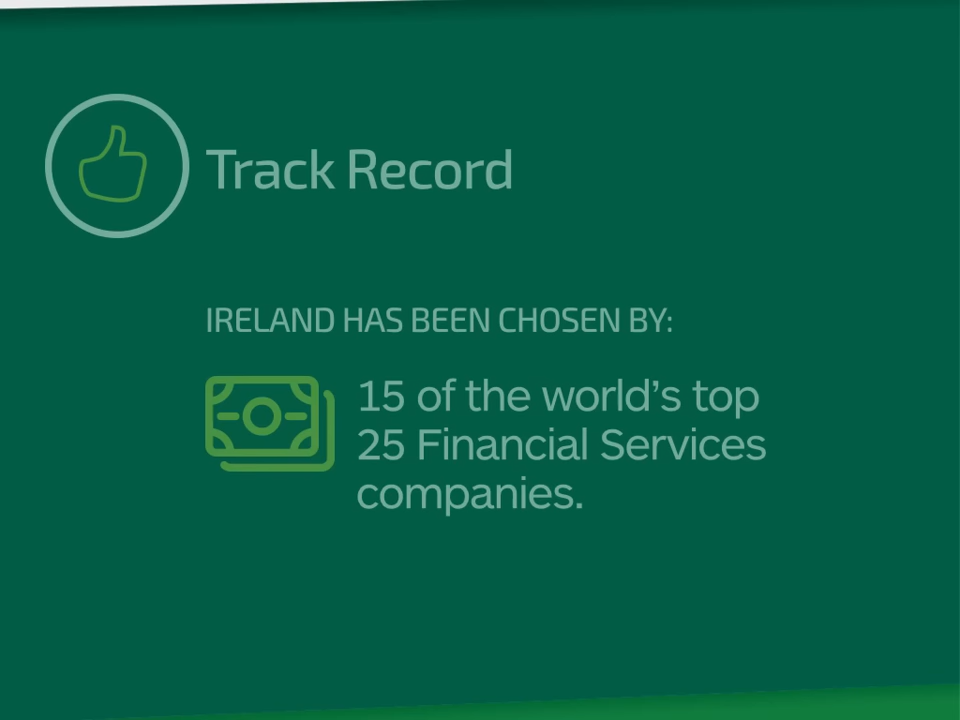 Track Record
IRELAND HAS BEEN CHOSEN BY:
15 of the world’s top
25 Financial Services
companies.